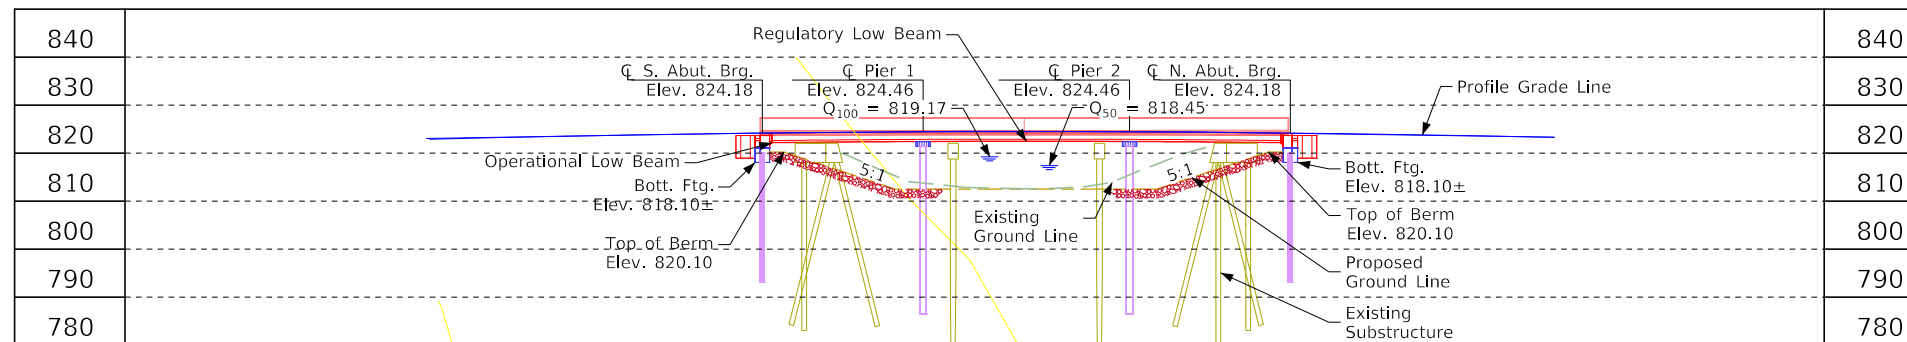 840
830
820
810
800
790
780
Regulatory Low Beam
℄ S. Abut. Brg.
Elev. 824.18
℄ Pier 1
Elev. 824.46
℄ Pier 2
Elev. 824.46
℄ N. Abut. Brg.
Elev. 824.18
Q100 = 819.17
Q50 = 818.45
Profile Grade Line
Operational Low Beam
Bott. Ftg.
Elev. 818.10±
Top of Berm
Elev. 820.10
5:1
Existing
Ground Line
5:1
Bott. Ftg.
Elev. 818.10±
Top of Berm
Elev. 820.10
Proposed
Ground Line
Existing
Substructure
840
830
820
810
800
790
780